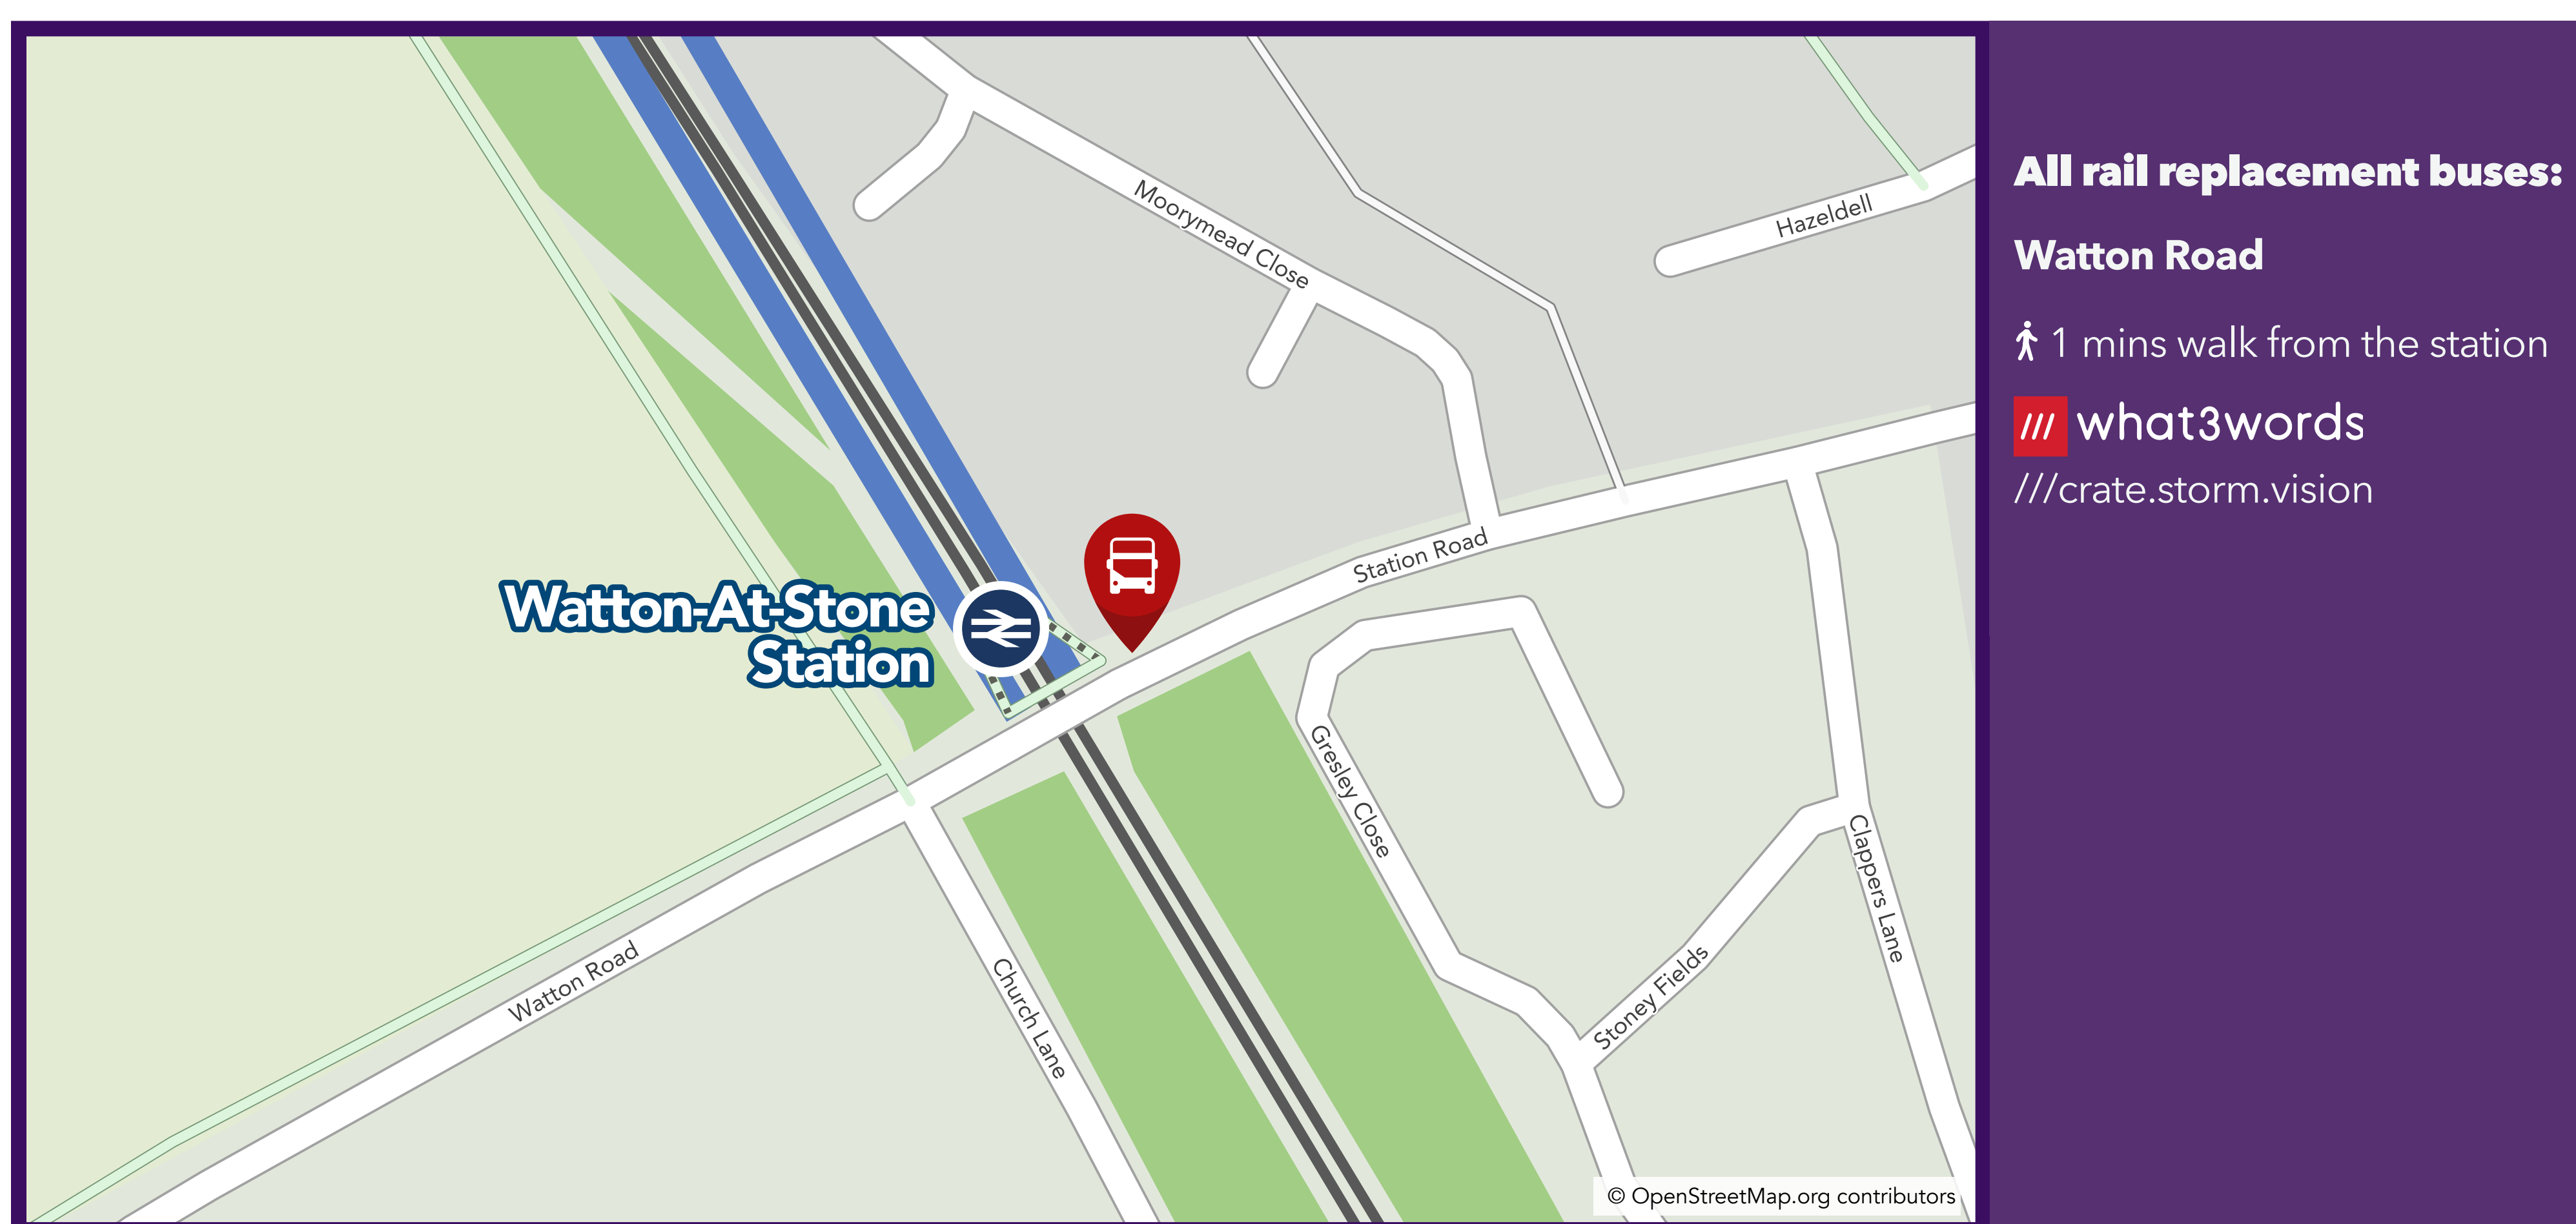 Moorymead Close
Hazeldell
Station Road
Watton-At-Stone
Station
Gresley Close
Clappers Lane
Stoney Fields
Watton Road
Church Lane
© OpenStreetMap.org contributors
All rail replacement buses:
Watton Road
1 mins walk from the station
what3words
///crate.storm.vision